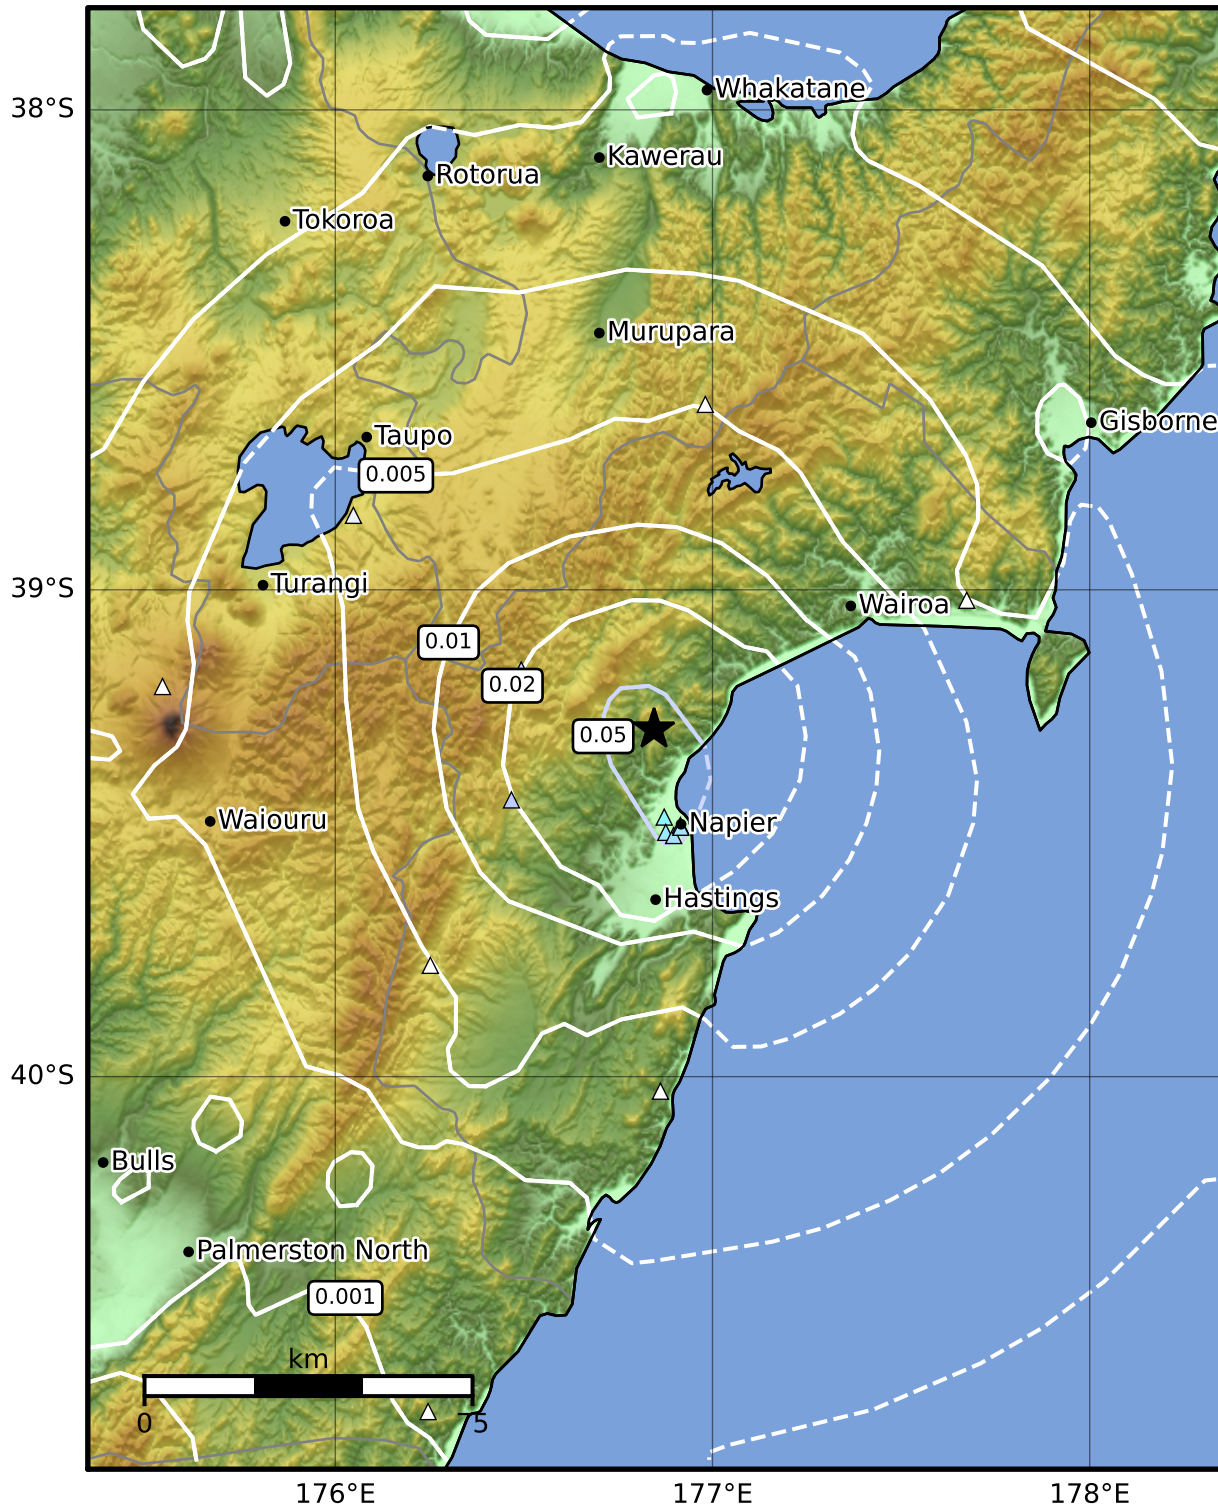 Whakatane
38°S
Kawerau
Rotorua
Tokoroa
Murupara
Gisborne
Taupo
0.005
Turangi
39°S
Wairoa
0.01
0.02
0.05
Waiouru
Napier
Hastings
40°S
Bulls
Palmerston North
0.001
km
0
75
176°E
177°E
178°E